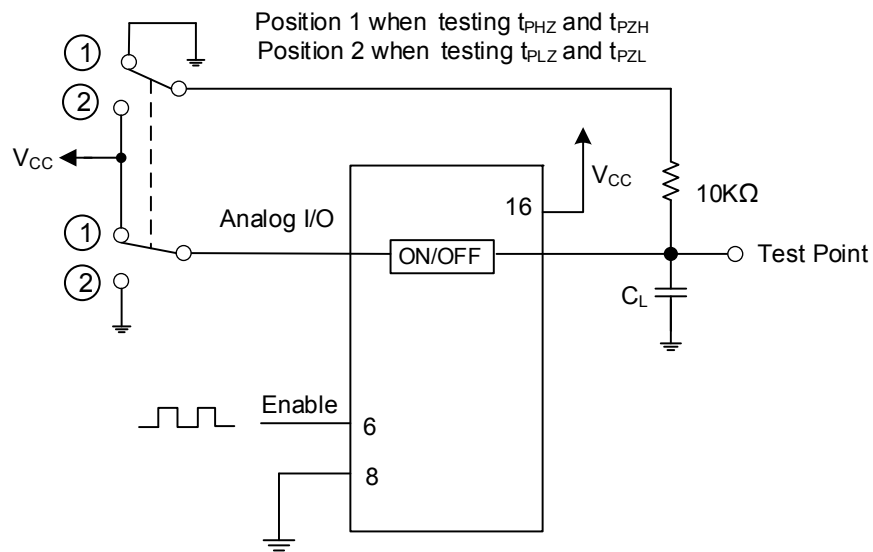 Position 1 when testing tPHZ and tPZH
Position 2 when testing tPLZ and tPZL
1
2
VCC
1
2
Analog I/O
ON/OFF
16
VCC
10KΩ
Test Point
CL
Enable
6
8